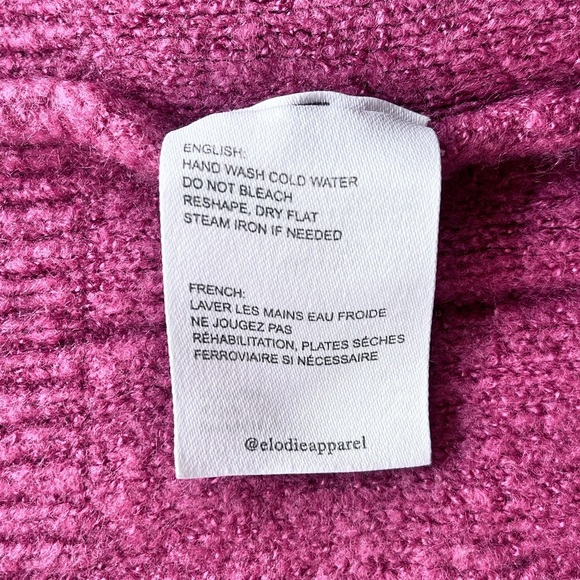 ENGLISH:
HAND WASH COLD WATER
DO NOT BLEACH
RESHAPE, DRY FLAT
STEAM IRON IF NEEDED
FRENCH:
LAVER LES MAINS EAU FROIDE
NE JOUGEZ PAS
RÉHABILITATION, PLATES SÉCHES
FERROVIAIRE SI NÉCESSAIRE
@elodieapparel